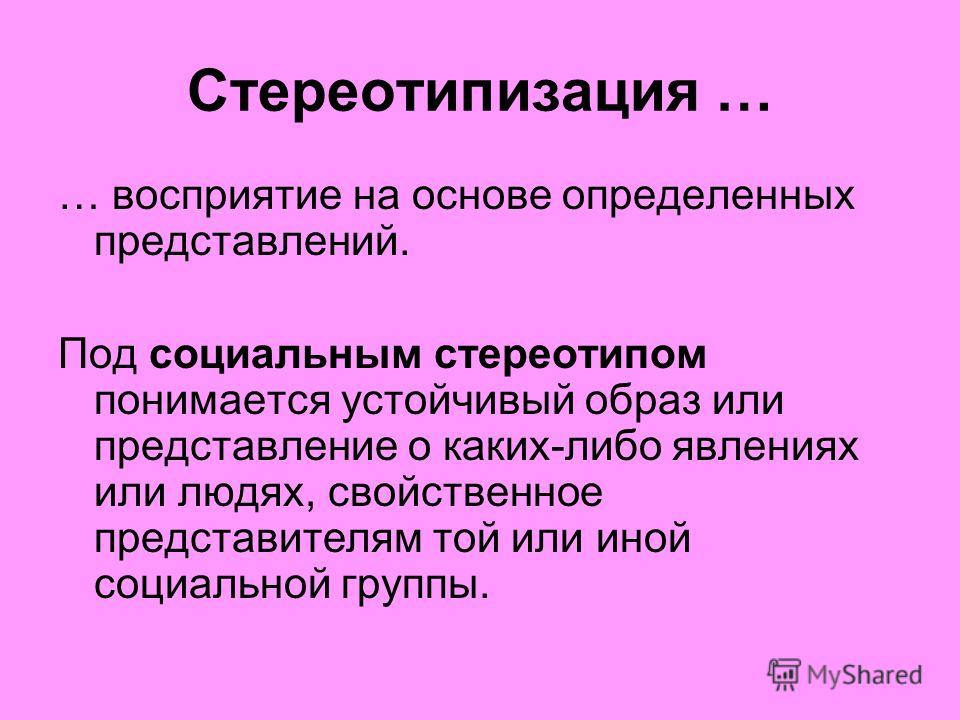 Стереотипизация …
… восприятие на основе определенных
представлений.
Под социальным стереотипом
понимается устойчивый образ или
представление о каких-либо явлениях
или людях, свойственное
представителям той или иной
социальной группы.
MyShared